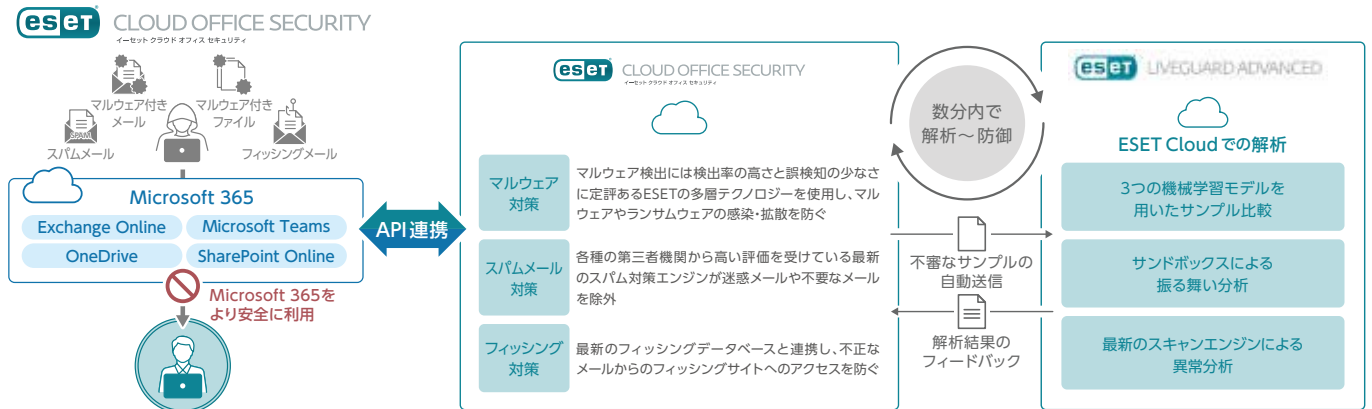 eset CLOUD OFFICE SECURITY
イーセット クラウド オフィス セキュリティ
マルウェア付き
メール
マルウェア付き
ファイル
SPAM
スパムメール
フィッシングメール
Microsoft 365
Exchange Online
Microsoft Teams
OneDrive
SharePoint Online
Microsoft 365を
より安全に利用
API連携
eset CLOUD OFFICE SECURITY
イーセット クラウド オフィス セキュリティ
マルウェア
対策
マルウェア検出には検出率の高さと誤検知の少なさ
に定評あるESETの多層テクノロジーを使用し、マル
ウェアやランサムウェアの感染・拡散を防ぐ
スパムメール
対策
各種の第三者機関から高い評価を受けている最新
のスパム対策エンジンが迷惑メールや不要なメール
を除外
フィッシング
対策
最新のフィッシングデータベースと連携し、不正な
メールからのフィッシングサイトへのアクセスを防ぐ
数分内で
解析～防御
不審なサンプルの
自動送信
解析結果の
フィードバック
eset LIVEGUARD ADVANCED
ESET Cloudでの解析
3つの機械学習モデルを
用いたサンプル比較
サンドボックスによる
振る舞い分析
最新のスキャンエンジンによる
異常分析